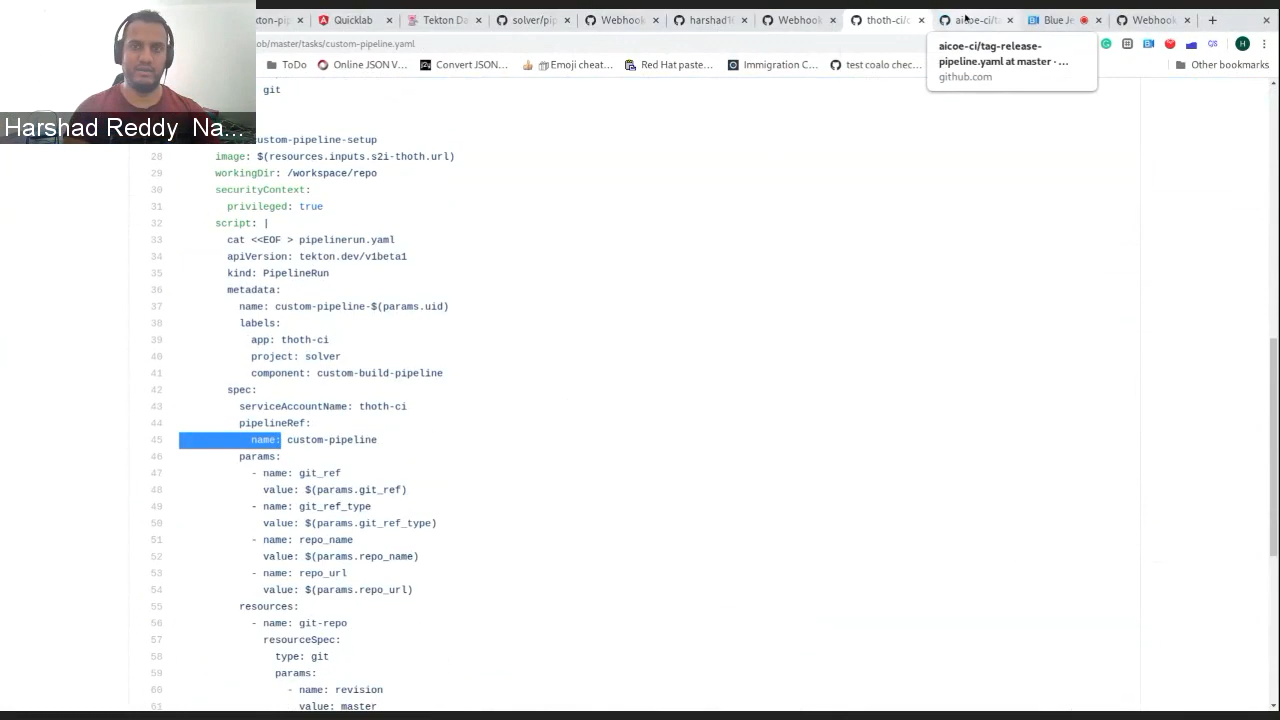 kton-pip
Quicklab
Tekton Da
solver/pip
Webhook
harshad16
Webhook
thoth-ci/c
aicoe-ci/ta
Blue Je
Webhook
ob/master/tasks/custom-pipeline.yaml
ToDo
Online JSON V...
Convert JSON...
Emoji cheat...
Red Hat paste...
Immigration C...
test coalo chec...
Other bookmarks
aicoe-ci/tag-release-
pipeline.yaml at master · ...
github.com
Harshad Reddy Na...
git
custom-pipeline-setup
28 image: $(resources.inputs.s2i-thoth.url)
29 workingDir: /workspace/repo
30 securityContext:
31 privileged: true
32 script: |
33 cat <<EOF > pipelinerun.yaml
34 apiVersion: tekton.dev/v1beta1
35 kind: PipelineRun
36 metadata:
37 name: custom-pipeline-$(params.uid)
38 labels:
39 app: thoth-ci
40 project: solver
41 component: custom-build-pipeline
42 spec:
43 serviceAccountName: thoth-ci
44 pipelineRef:
45 name: custom-pipeline
46 params:
47 - name: git_ref
48 value: $(params.git_ref)
49 - name: git_ref_type
50 value: $(params.git_ref_type)
51 - name: repo_name
52 value: $(params.repo_name)
53 - name: repo_url
54 value: $(params.repo_url)
55 resources:
56 - name: git-repo
57 resourceSpec:
58 type: git
59 params:
60 - name: revision
61 value: master